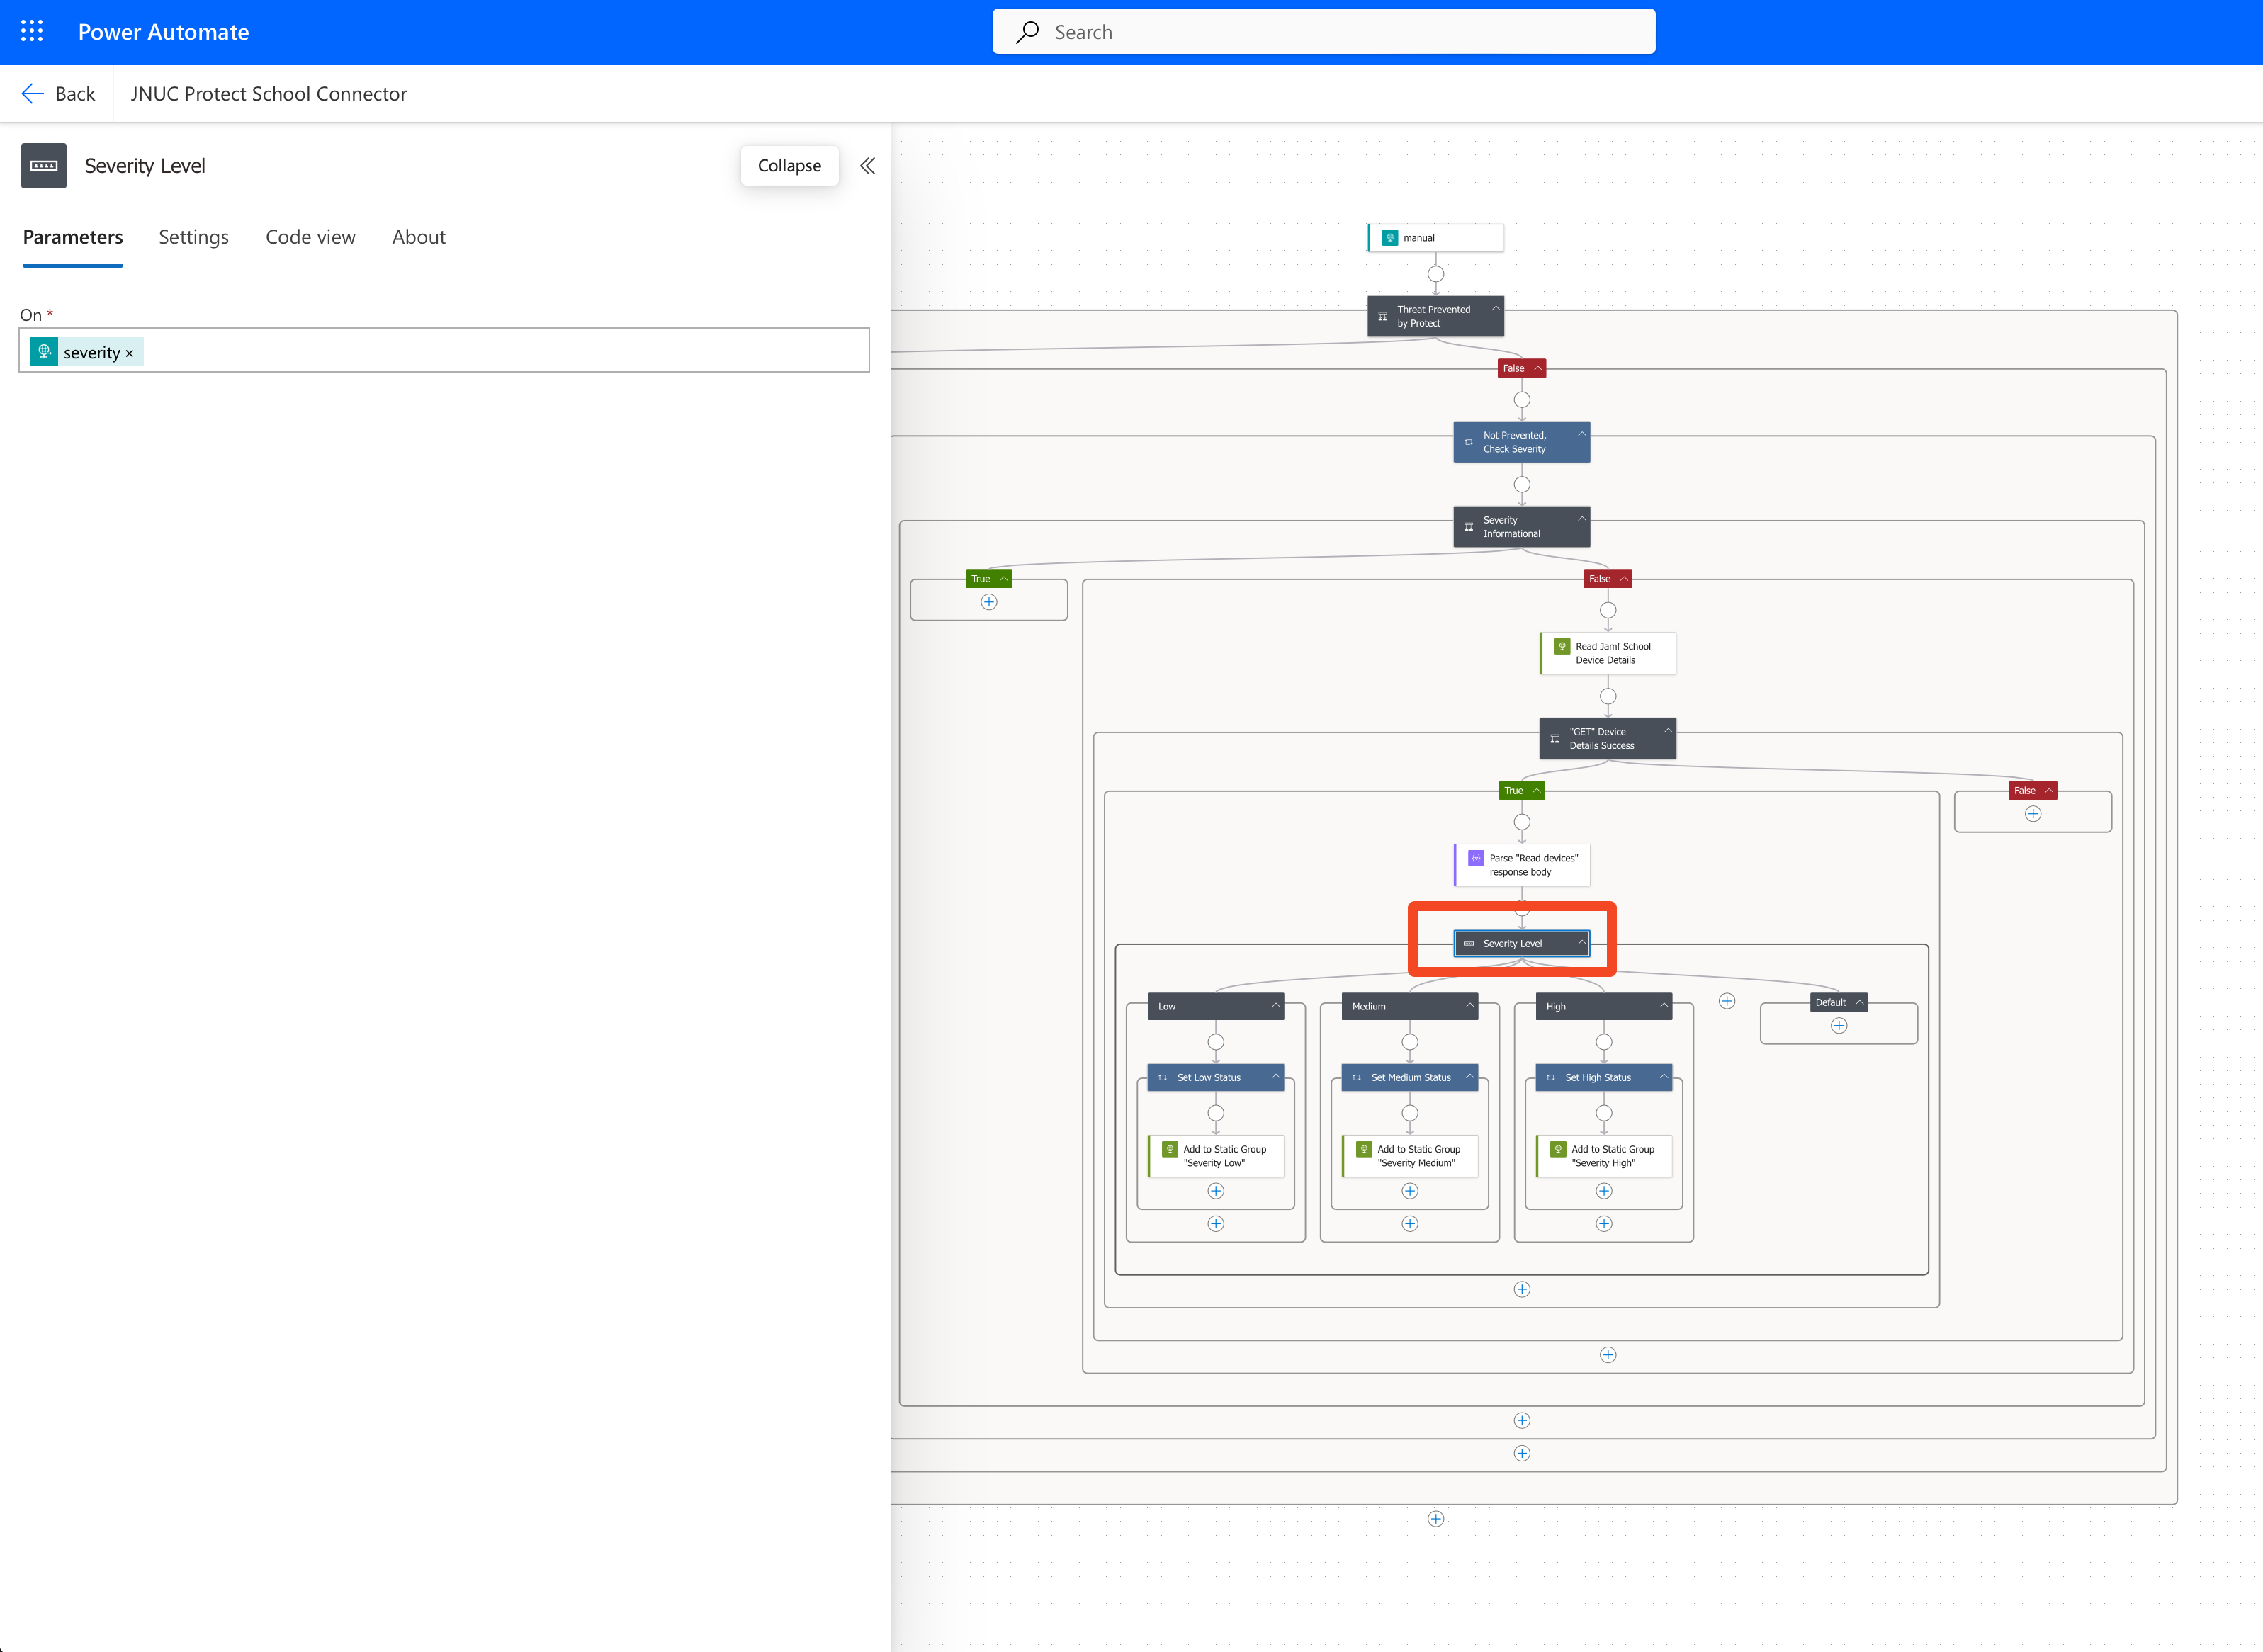 Power Automate
Search
Back
JNUC Protect School Connector
Severity Level
Collapse
Parameters
Settings
Code view
About
On *
severity ×
manual
Threat Prevented
by Protect
False
Not Prevented,
Check Severity
Severity
Informational
True
False
Read Jamf School
Device Details
"GET" Device
Details Success
True
False
Parse "Read devices"
response body
Severity Level
Low
Medium
High
Default
Set Low Status
Set Medium Status
Set High Status
Add to Static Group
"Severity Low"
Add to Static Group
"Severity Medium"
Add to Static Group
"Severity High"